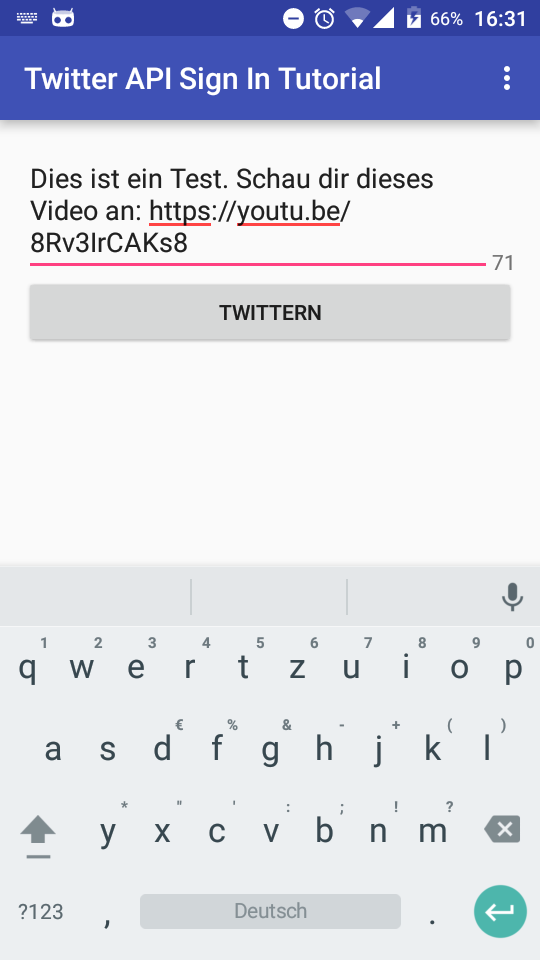 66% 16:31
Twitter API Sign In Tutorial
Dies ist ein Test. Schau dir dieses
Video an: https://youtu.be/
8Rv3IrCAKs8
71
TWITTERN
1 2 3 4 5 6 7 8 9 0
q w e r t z u i o p
€ % & - + ( )
a s d f g h j k l
* " ' : ; ! ?
y x c v b n m
?123 , Deutsch .